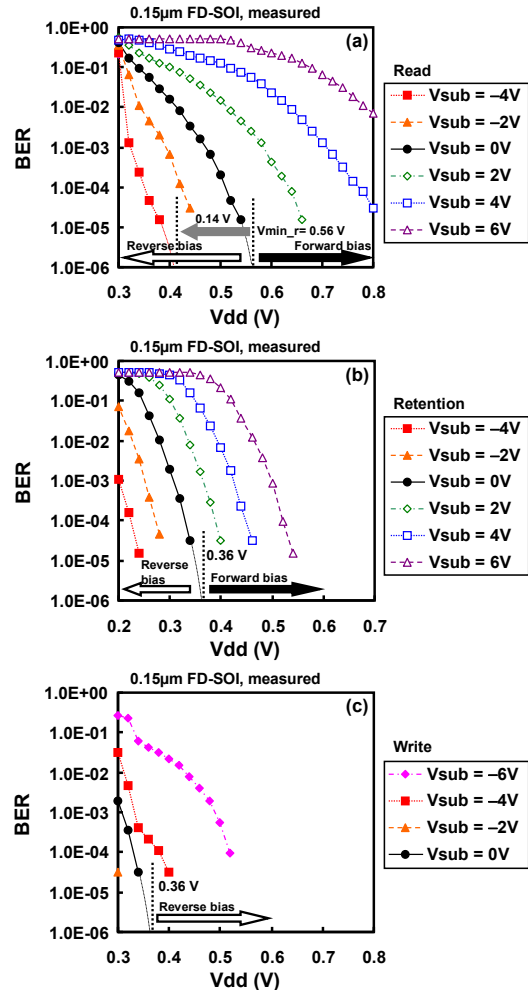 0.15µm FD-SOI, measured
(a)
BER
1.0E+00
1.0E-01
1.0E-02
1.0E-03
1.0E-04
1.0E-05
1.0E-06
0.14 V
Vmin_r= 0.56 V
Reverse bias
Forward bias
0.3 0.4 0.5 0.6 0.7 0.8
Vdd (V)
Read
Vsub = –4V
Vsub = –2V
Vsub = 0V
Vsub = 2V
Vsub = 4V
Vsub = 6V
0.15µm FD-SOI, measured
(b)
BER
1.0E+00
1.0E-01
1.0E-02
1.0E-03
1.0E-04
1.0E-05
1.0E-06
0.36 V
Reverse
bias
Forward bias
0.2 0.3 0.4 0.5 0.6 0.7
Vdd (V)
Retention
Vsub = –4V
Vsub = –2V
Vsub = 0V
Vsub = 2V
Vsub = 4V
Vsub = 6V
0.15µm FD-SOI, measured
(c)
BER
1.0E+00
1.0E-01
1.0E-02
1.0E-03
1.0E-04
1.0E-05
1.0E-06
0.36 V
Reverse bias
0.3 0.4 0.5 0.6 0.7 0.8
Vdd (V)
Write
Vsub = –6V
Vsub = –4V
Vsub = –2V
Vsub = 0V